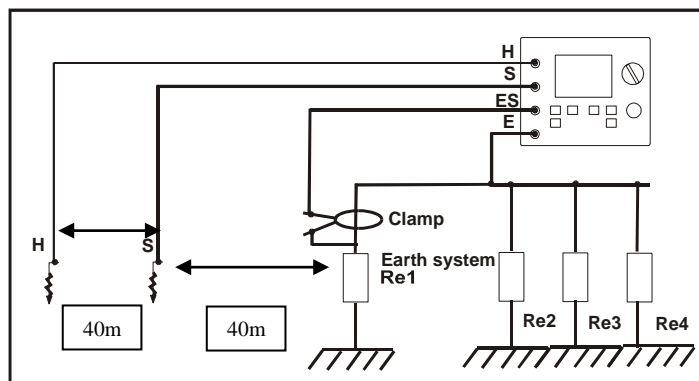 H
S
ES
E
Clamp
H
S
Earth system
Re1
40m
40m
Re2
Re3
Re4